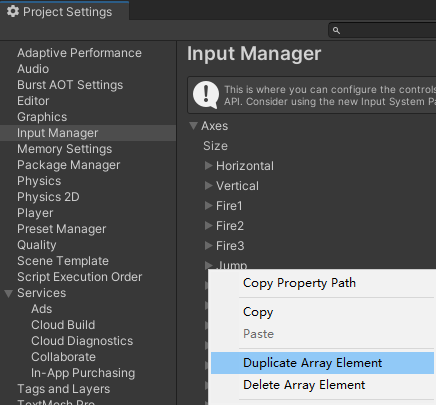 Project Settings
Adaptive Performance
Audio
Burst AOT Settings
Editor
Graphics
Input Manager
Memory Settings
Package Manager
Physics
Physics 2D
Player
Preset Manager
Quality
Scene Template
Script Execution Order
Services
Ads
Cloud Build
Cloud Diagnostics
Collaborate
In-App Purchasing
Tags and Layers
TextMesh Pro
Input Manager
This is where you can configure the controls
API. Consider using the new Input System Pa
Axes
Size
Horizontal
Vertical
Fire1
Fire2
Fire3
Jump
Copy Property Path
Copy
Paste
Duplicate Array Element
Delete Array Element